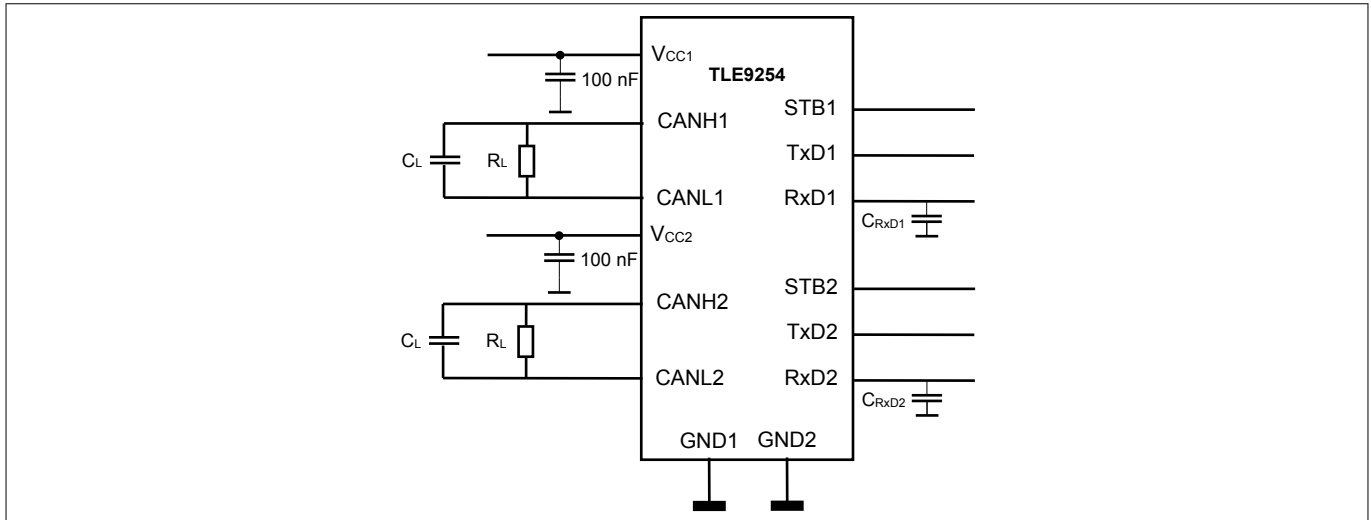 VCC1
TLE9254
100 nF
STB1
CANH1
TxD1
CL
RL
CANL1
RxD1
CRxD1
VCC2
100 nF
STB2
CANH2
TxD2
CL
RL
CANL2
RxD2
CRxD2
GND1
GND2